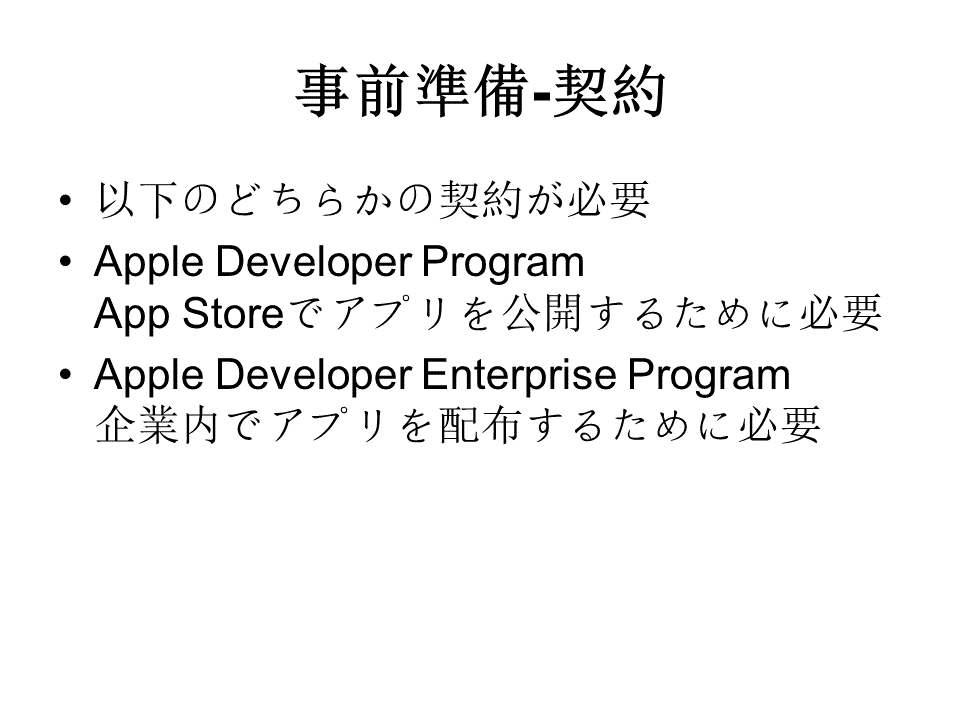 事前準備-契約
• 以下のどちらかの契約が必要
• Apple Developer Program
App Storeでアプリを公開するために必要
• Apple Developer Enterprise Program
企業内でアプリを配布するために必要